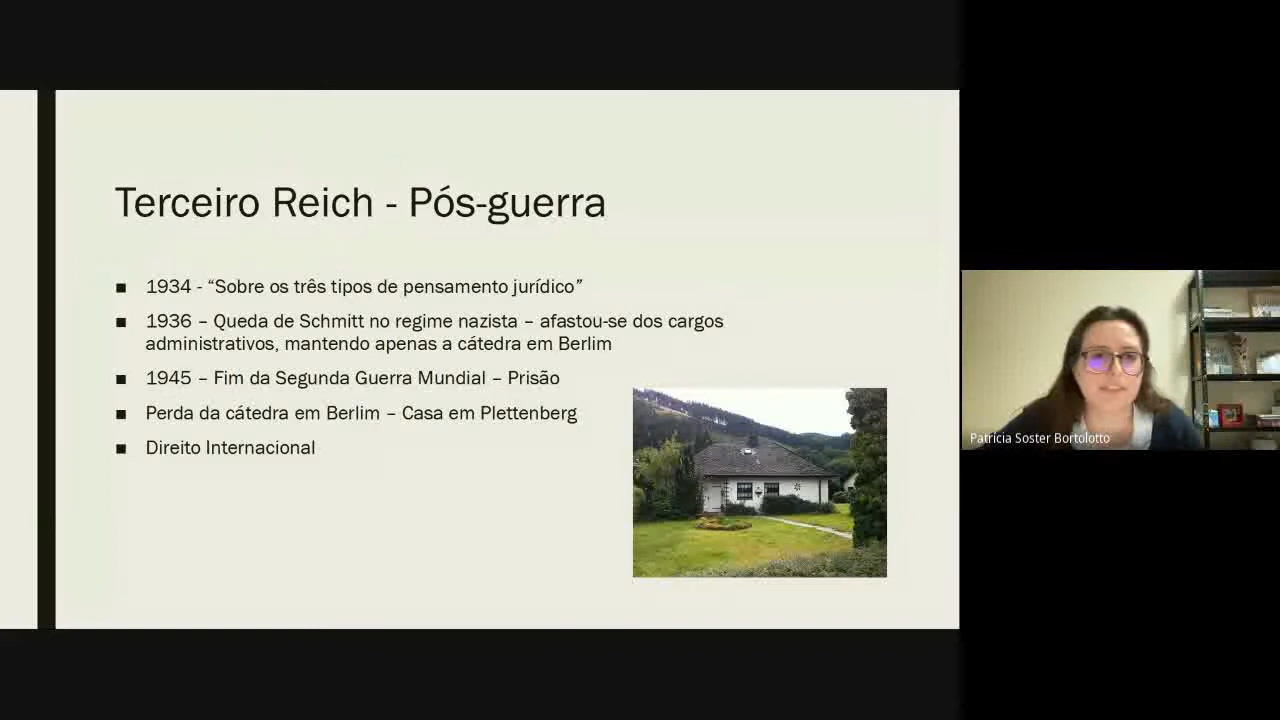 Terceiro Reich - Pós-guerra
■ 1934 - “Sobre os três tipos de pensamento jurídico”
■ 1936 – Queda de Schmitt no regime nazista – afastou-se dos cargos
administrativos, mantendo apenas a cátedra em Berlim
■ 1945 – Fim da Segunda Guerra Mundial – Prisão
■ Perda da cátedra em Berlim – Casa em Plettenberg
■ Direito Internacional
Patrícia Soster Bortolotto